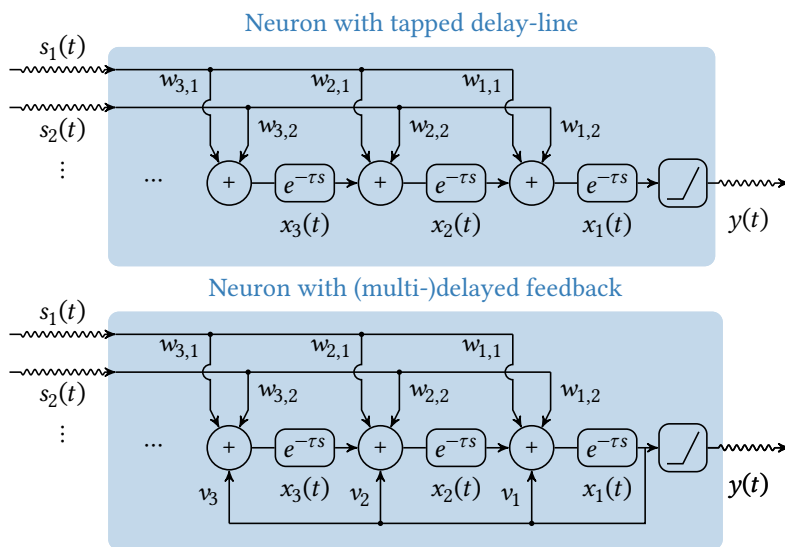 Neuron with tapped delay-line
s₁(t)
w₃,₁ w₂,₁ w₁,₁
s₂(t)
w₃,₂ w₂,₂ w₁,₂
⋮ ... + e^{−τs} + e^{−τs} + e^{−τs}
x₃(t) x₂(t) x₁(t) y(t)
Neuron with (multi-)delayed feedback
s₁(t)
w₃,₁ w₂,₁ w₁,₁
s₂(t)
w₃,₂ w₂,₂ w₁,₂
⋮ ... + e^{−τs} + e^{−τs} + e^{−τs}
v₃ x₃(t) v₂ x₂(t) v₁ x₁(t) y(t)